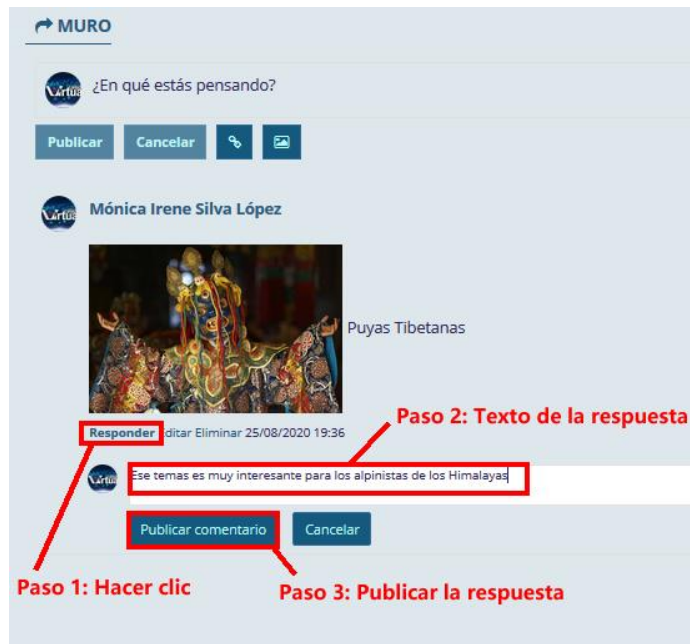 MURO
¿En qué estás pensando?
Publicar Cancelar
Mónica Irene Silva López
Puyas Tibetanas
Paso 2: Texto de la respuesta
Responder ditar Eliminar 25/08/2020 19:36
Ese temas es muy interesante para los alpinistas de los Himalayas
Publicar comentario Cancelar
Paso 1: Hacer clic
Paso 3: Publicar la respuesta